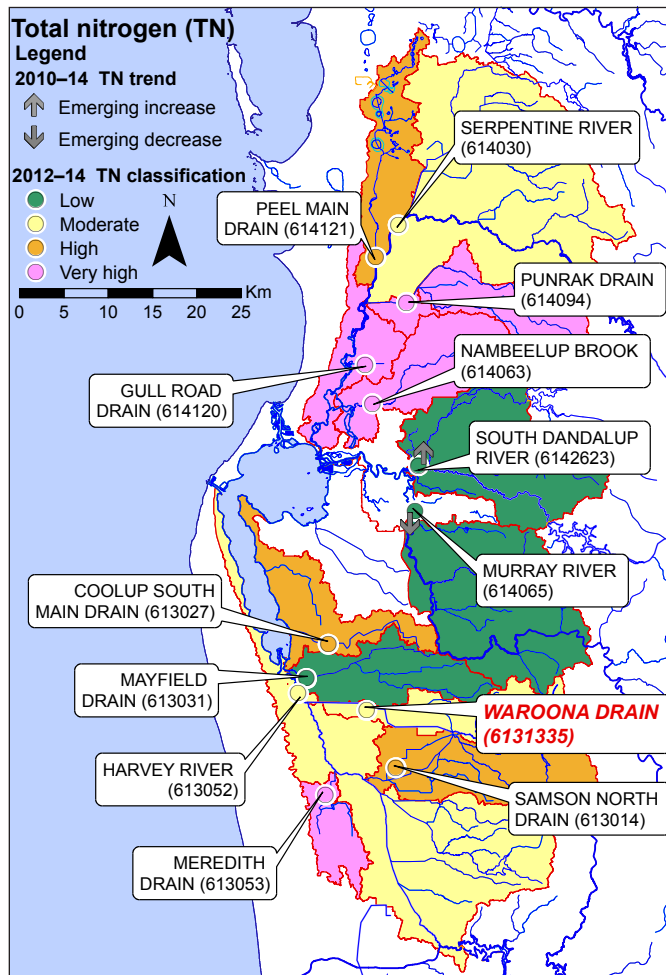 Total nitrogen (TN)
Legend
2010–14 TN trend
Emerging increase
Emerging decrease
2012–14 TN classification
Low
Moderate
High
Very high
N
Km
0 5 10 15 20 25
SERPENTINE RIVER
(614030)
PEEL MAIN
DRAIN (614121)
PUNRAK DRAIN
(614094)
NAMBEELUP BROOK
(614063)
GULL ROAD
DRAIN (614120)
SOUTH DANDALUP
RIVER (6142623)
MURRAY RIVER
(614065)
COOLUP SOUTH
MAIN DRAIN (613027)
MAYFIELD
DRAIN (613031)
WAROONA DRAIN
(6131335)
HARVEY RIVER
(613052)
SAMSON NORTH
DRAIN (613014)
MEREDITH
DRAIN (613053)